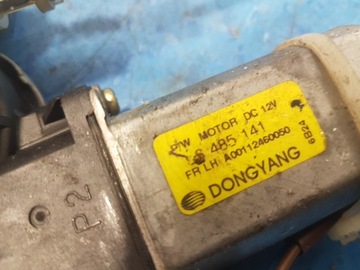 P/W MOTOR DC 12V
485 141
FR LH A00112460050
DONGYANG
6B24
P2